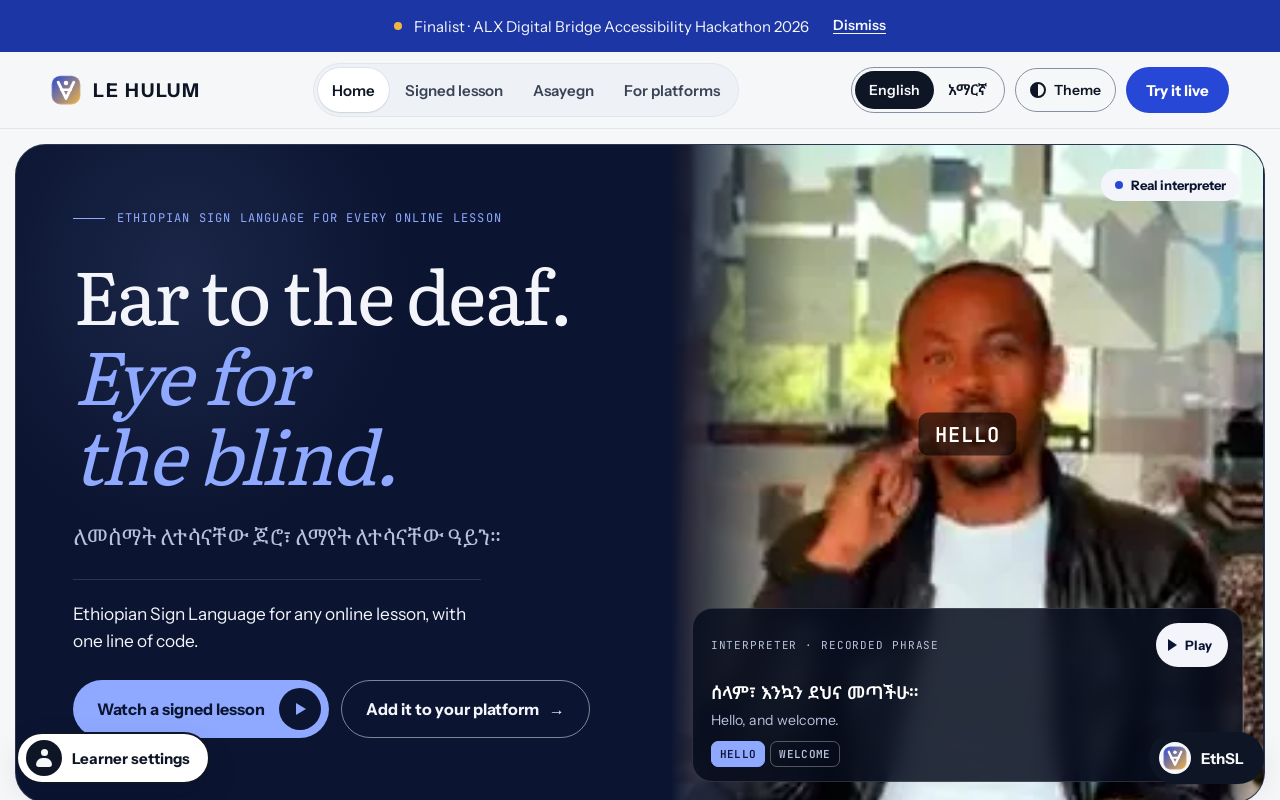 Finalist · ALX Digital Bridge Accessibility Hackathon 2026 Dismiss
LE HULUM
Home Signed lesson Asayegn For platforms
English አማርኛ Theme Try it live
ETHIOPIAN SIGN LANGUAGE FOR EVERY ONLINE LESSON
Real interpreter
Ear to the deaf.
Eye for
the blind.
ለመስማት ለተሳናቸው ጆሮ፣ ለማየት ለተሳናቸው ዓይን።
Ethiopian Sign Language for any online lesson, with
one line of code.
Watch a signed lesson
Add it to your platform →
Learner settings
HELLO
INTERPRETER · RECORDED PHRASE
Play
ሰላም፣ እንኳን ደህና መጣችሁ።
Hello, and welcome.
HELLO WELCOME
EthSL